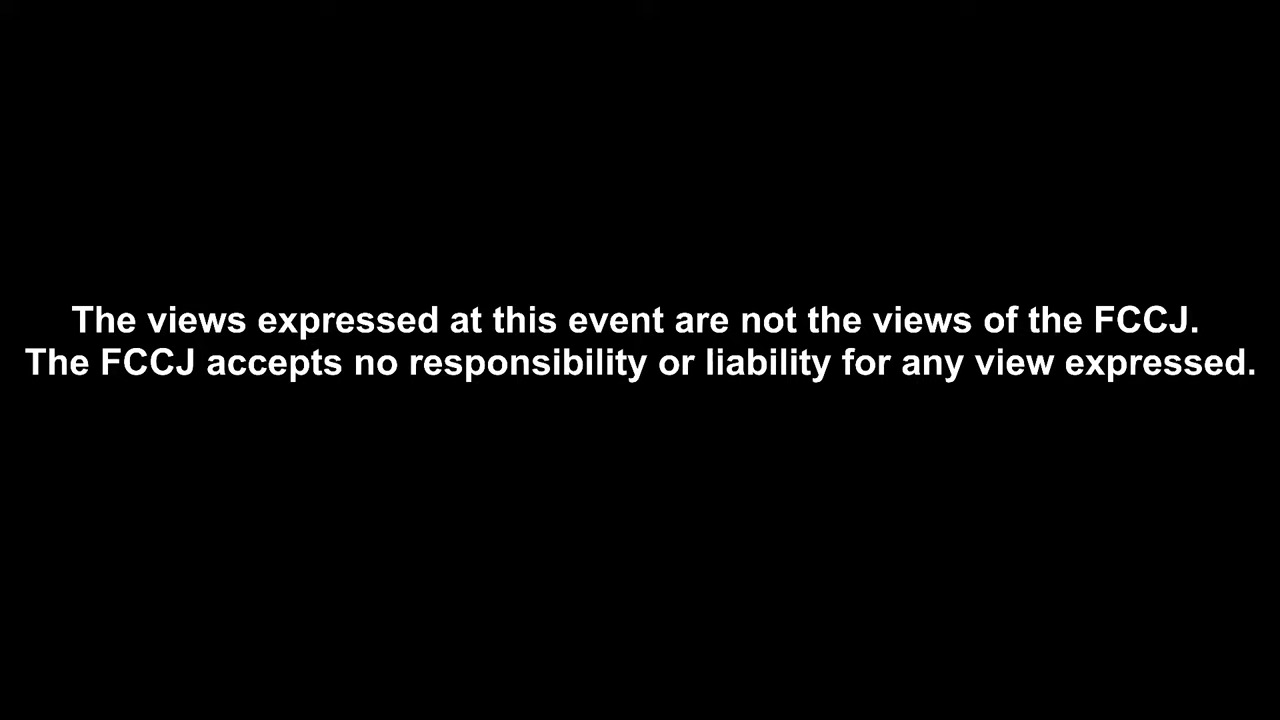 The views expressed at this event are not the views of the FCCJ.
The FCCJ accepts no responsibility or liability for any view expressed.